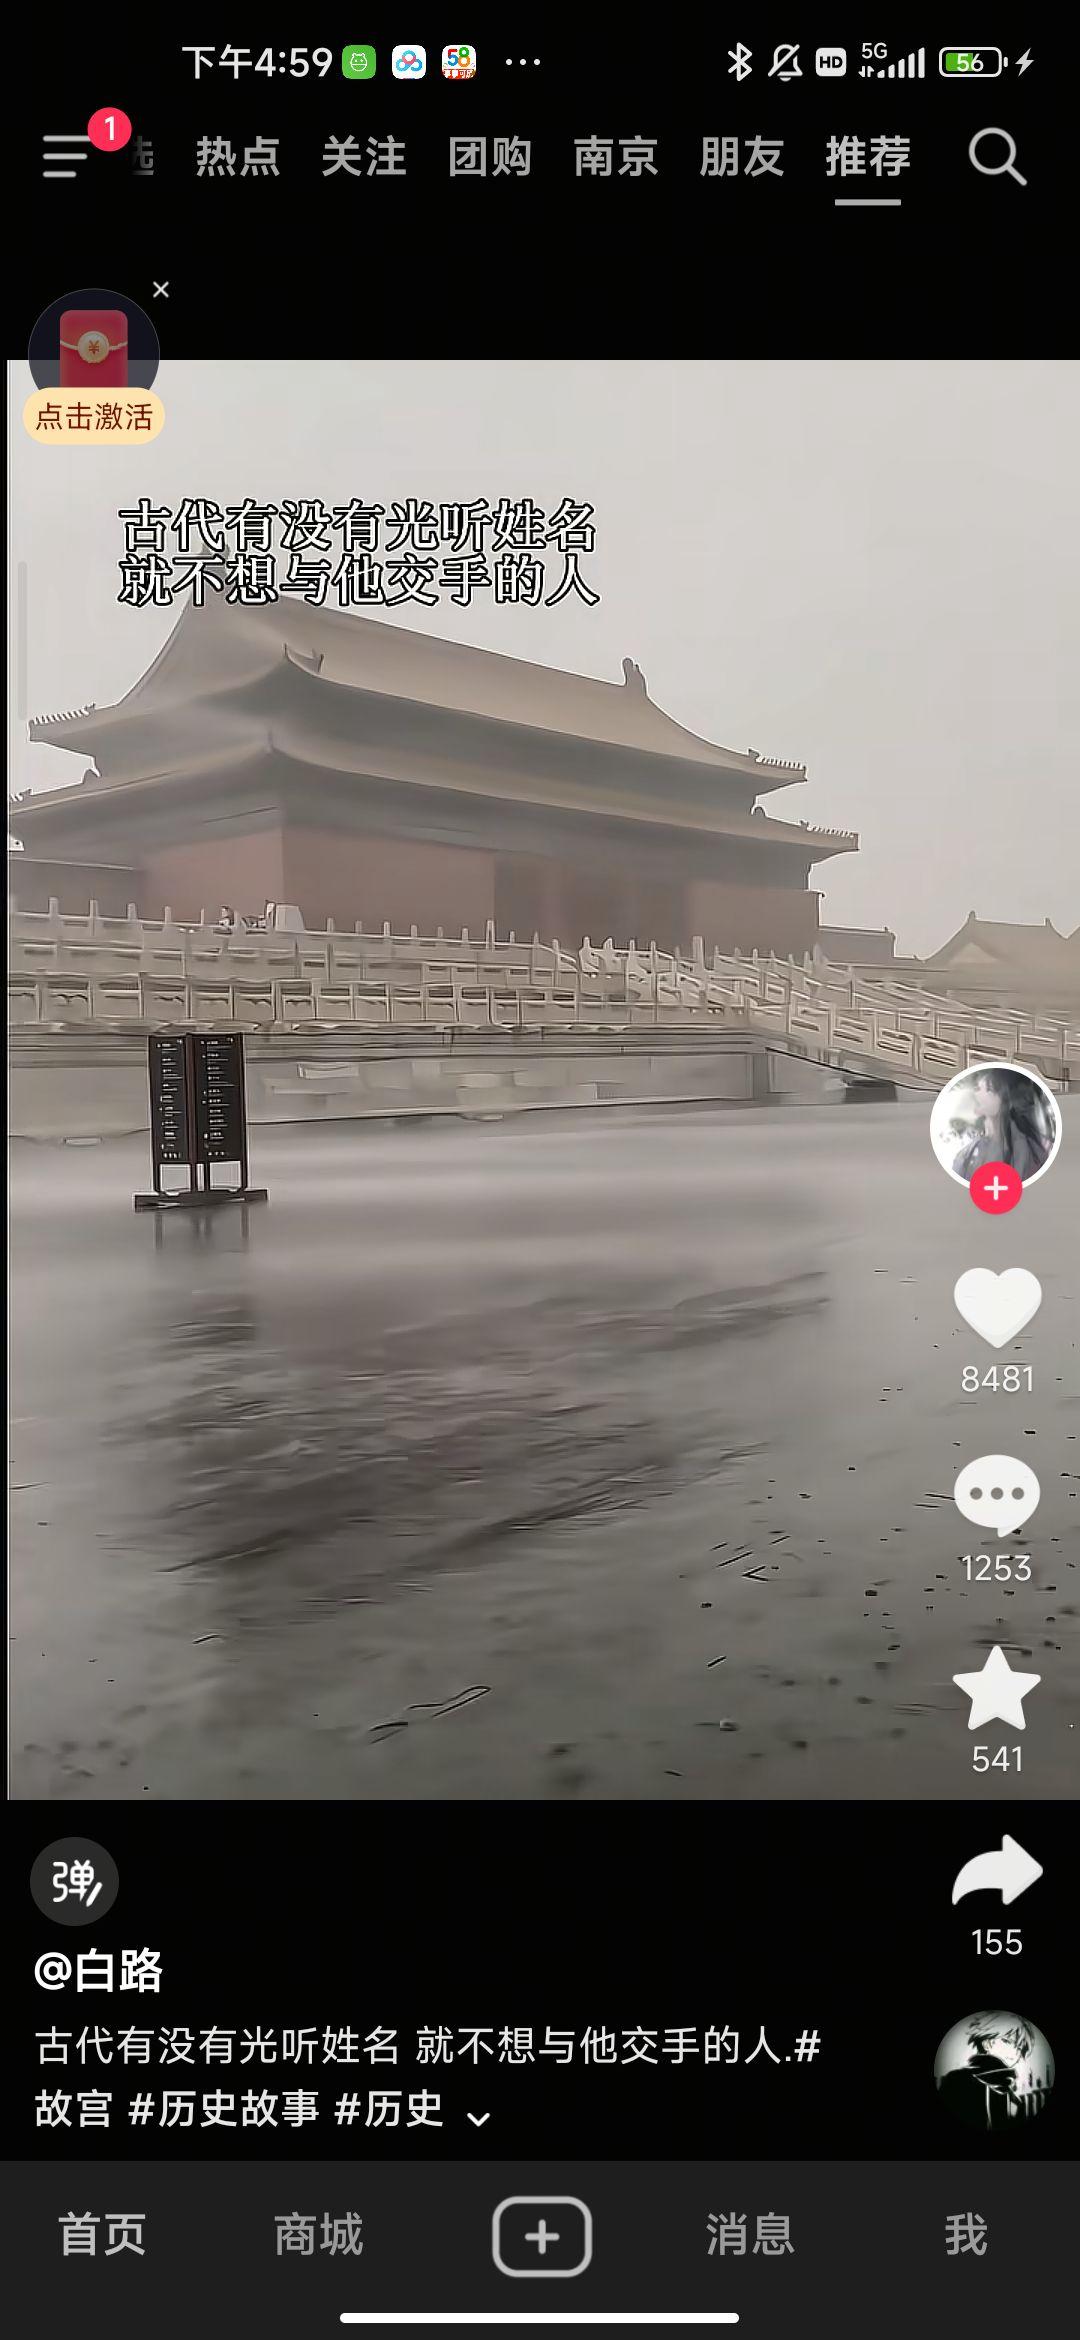 下午4:59
58
HD
5G
56
1
热点 关注 团购 南京 朋友 推荐
点击激活
古代有没有光听姓名
就不想与他交手的人
8481
1253
541
155
弹
@白路
古代有没有光听姓名 就不想与他交手的人.#
故宫 #历史故事 #历史
首页 商城 消息 我